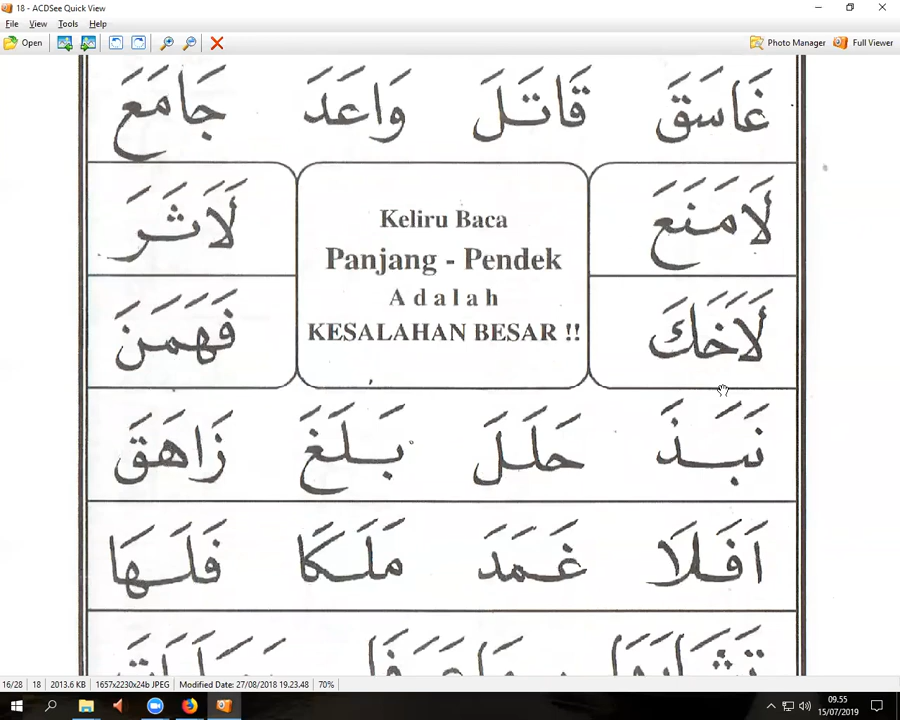 18 - ACDSee Quick View
File View Tools Help
Open Photo Manager Full Viewer
غَاسَقَ قَاتَلَ وَاعَدَ جَامَعَ
لَامَنَعَ
لَاثَرَ
Keliru Baca
Panjang - Pendek
Adalah
KESALAHAN BESAR !!
لَاخَكَ
فَهَمَنَ
نَبَذَ حَلَلَ بَلَغَ زَاهَقَ
اَفَلَا غَمَدَ مَلَكَا فَلَهَا
16/28 18 2013.6 KB 1657x2230x24b JPEG Modified Date: 27/08/2018 19.23.48 70%
09.55
15/07/2019